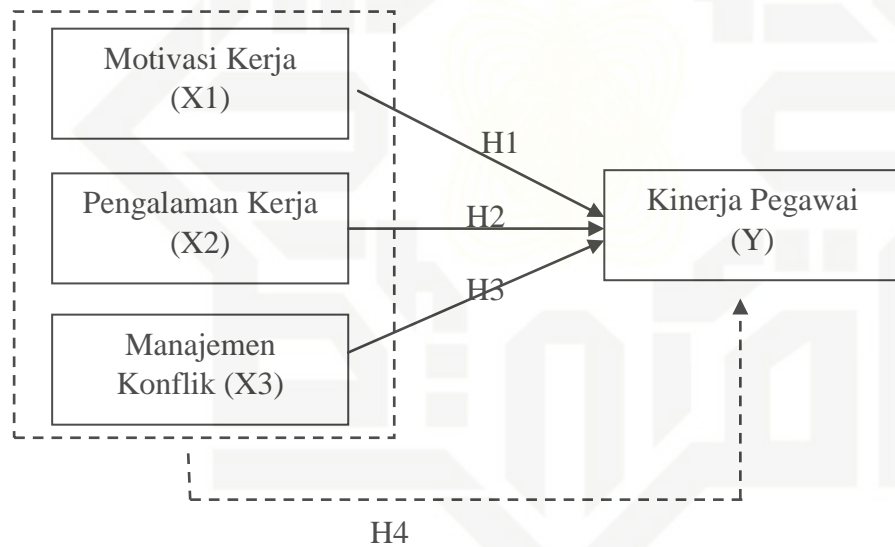 Motivasi Kerja
(X1)
H1
Pengalaman Kerja
(X2)
H2
Kinerja Pegawai
(Y)
H3
Manajemen
Konflik (X3)
H4